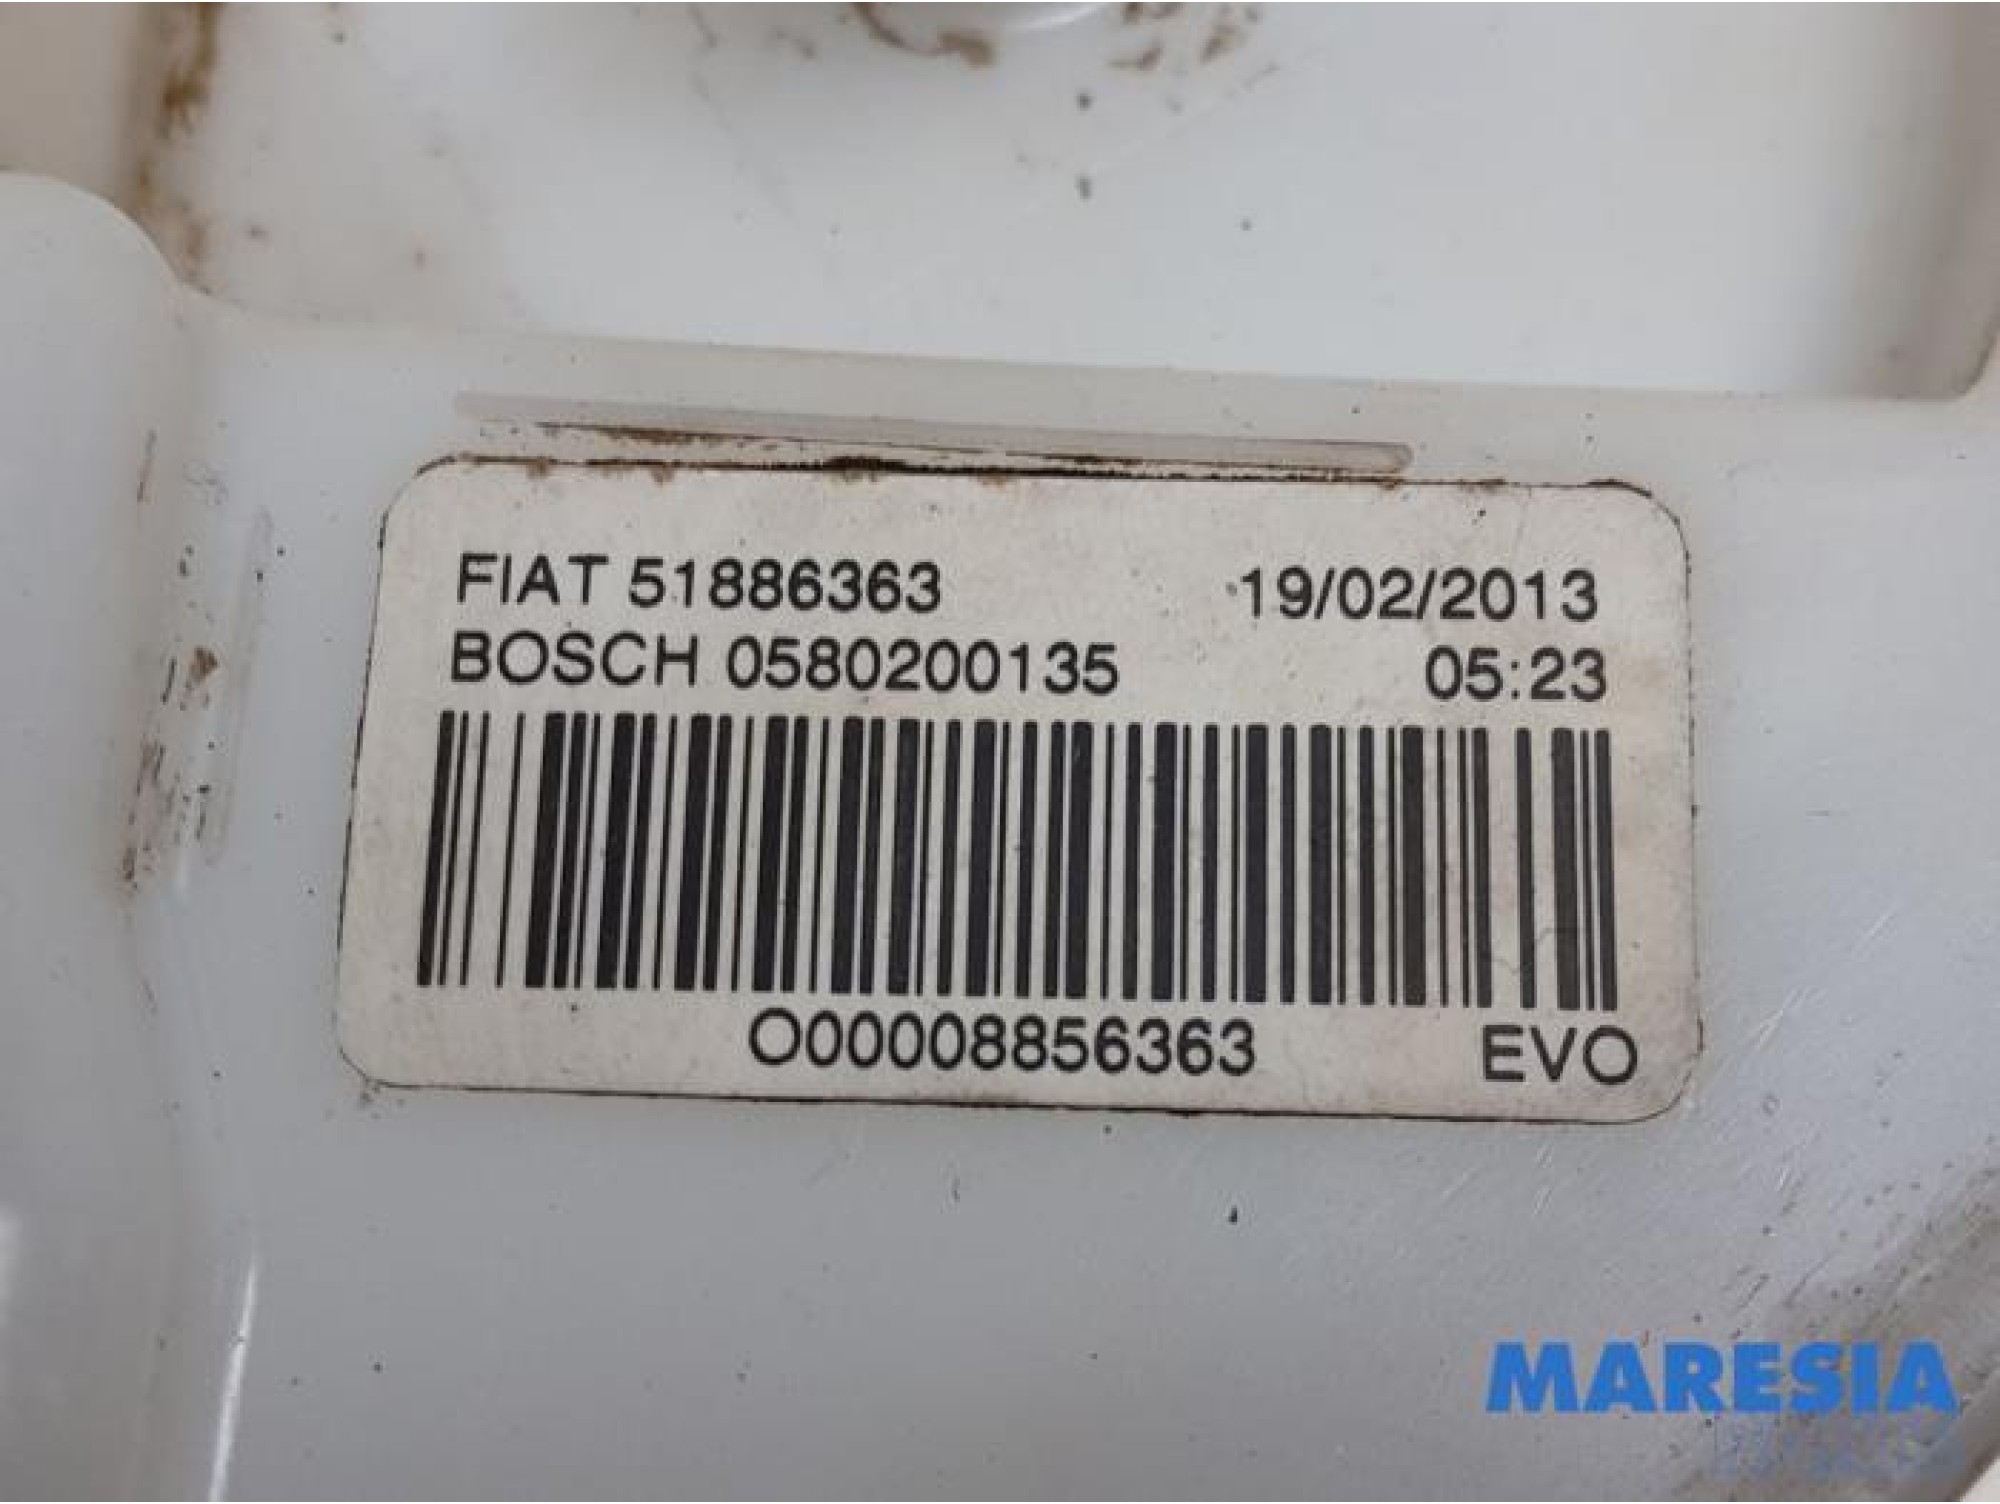 FIAT 51886363 19/02/2013
BOSCH 0580200135 05:23
O00008856363 EVO
MARESIA